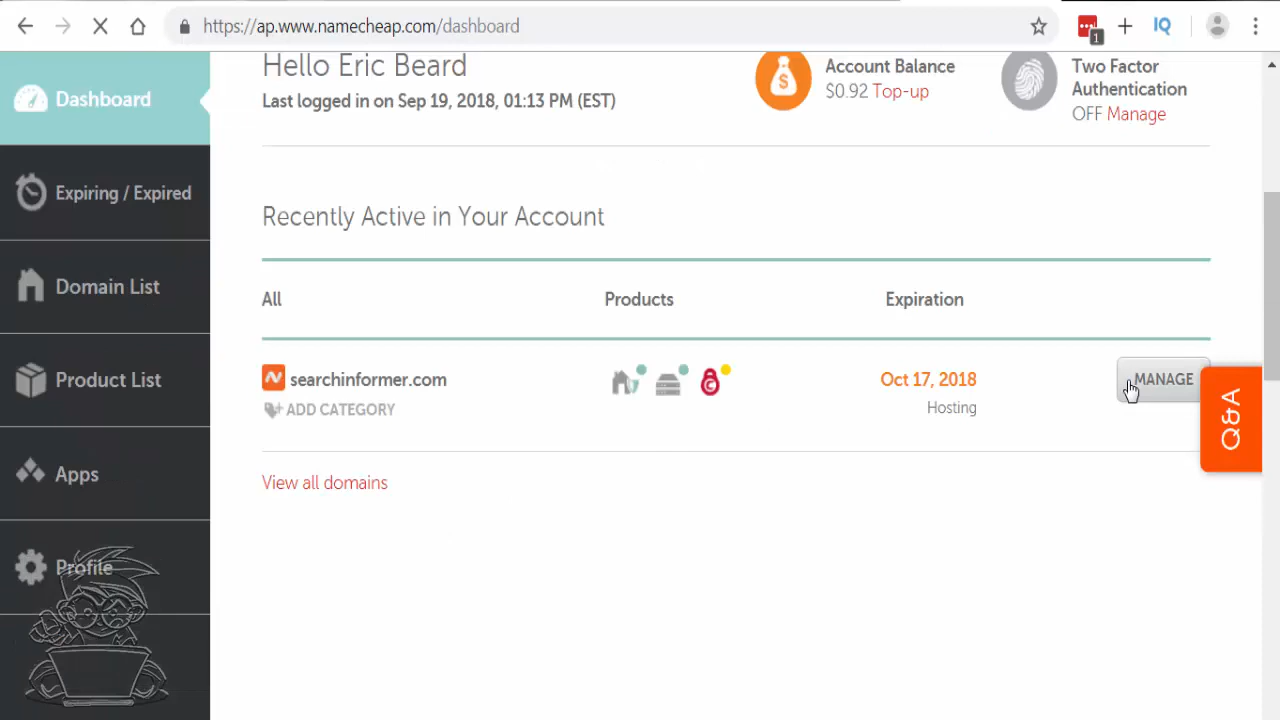 https://ap.www.namecheap.com/dashboard
1
IQ
Dashboard
Expiring / Expired
Domain List
Product List
Apps
Profile
Hello Eric Beard
Last logged in on Sep 19, 2018, 01:13 PM (EST)
Account Balance
$0.92 Top-up
Two Factor
Authentication
OFF Manage
Recently Active in Your Account
All Products Expiration
searchinformer.com
Oct 17, 2018
MANAGE
ADD CATEGORY
Hosting
View all domains
Q&A